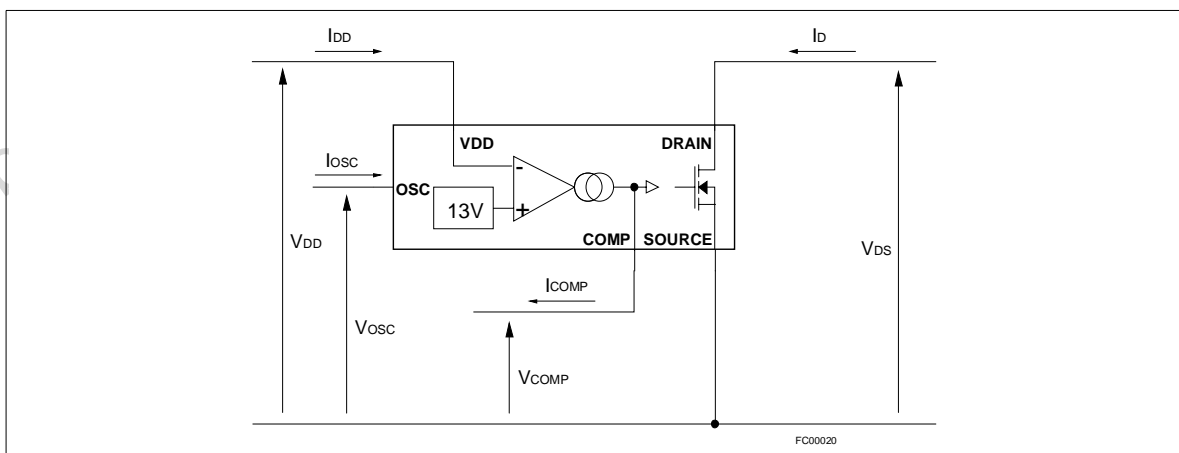 IDD
ID
VDD
DRAIN
IOSC
OSC
-
13V
+
COMP SOURCE
VDD
VDS
ICOMP
VOSC
VCOMP
FC00020